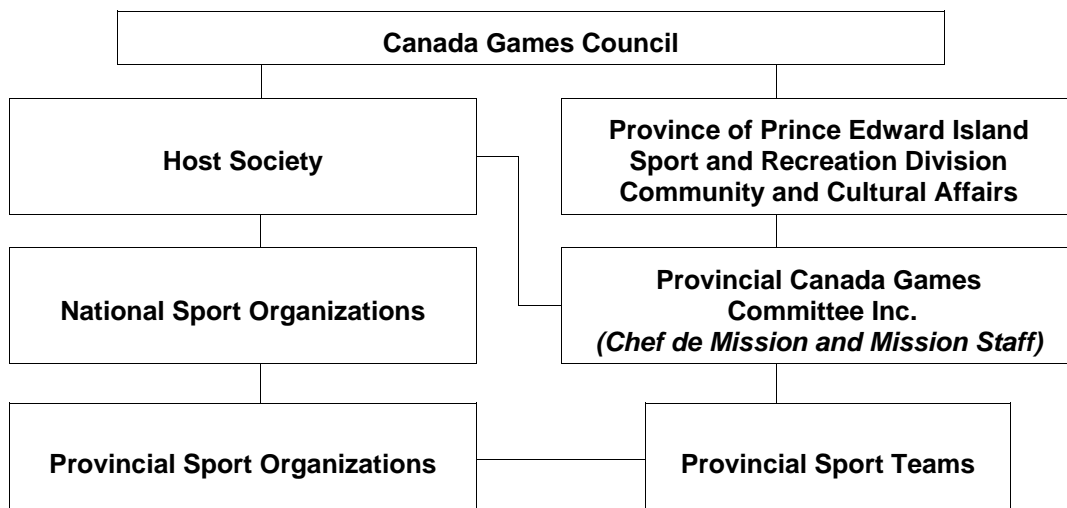 Canada Games Council
Host Society
Province of Prince Edward Island
Sport and Recreation Division
Community and Cultural Affairs
National Sport Organizations
Provincial Canada Games
Committee Inc.
(Chef de Mission and Mission Staff)
Provincial Sport Organizations
Provincial Sport Teams